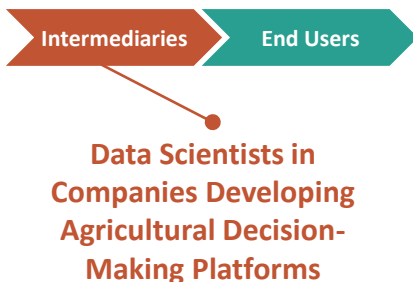 Intermediaries
End Users
Data Scientists in
Companies Developing
Agricultural Decision-
Making Platforms